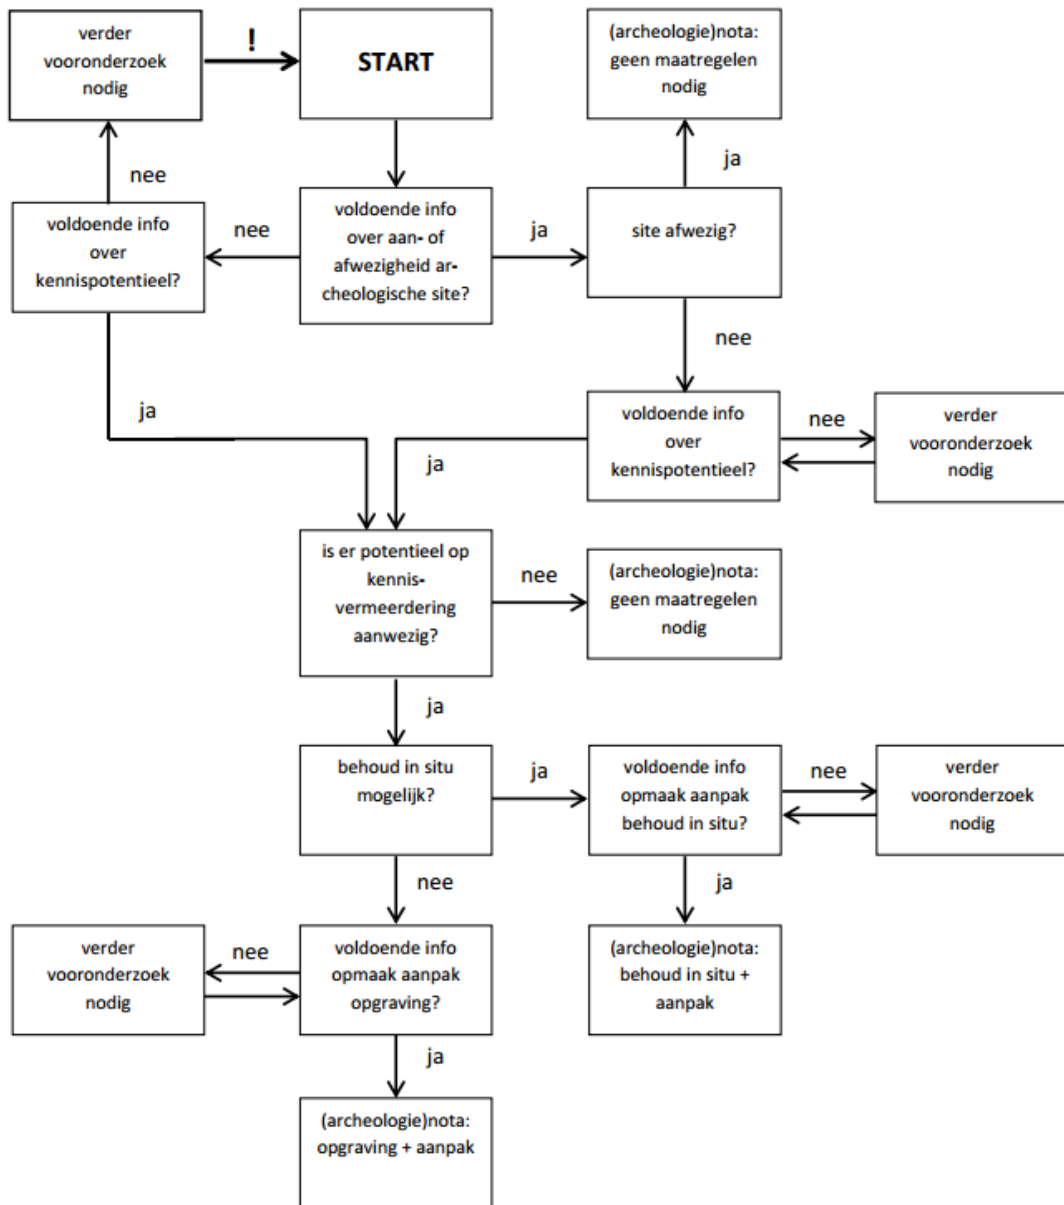 verder
vooronderzoek
nodig
!
START
(archeologie)nota:
geen maatregelen
nodig
nee
ja
voldoende info
over
kennispotentieel?
nee
voldoende info
over aan- of
afwezigheid ar-
cheologische site?
ja
site afwezig?
nee
ja
voldoende info
over
kennispotentieel?
nee
verder
vooronderzoek
nodig
ja
is er potentieel op
kennis-
vermeerdering
aanwezig?
nee
(archeologie)nota:
geen maatregelen
nodig
ja
behoud in situ
mogelijk?
ja
voldoende info
opmaak aanpak
behoud in situ?
nee
verder
vooronderzoek
nodig
nee
ja
verder
vooronderzoek
nodig
nee
voldoende info
opmaak aanpak
opgraving?
(archeologie)nota:
behoud in situ +
aanpak
ja
(archeologie)nota:
opgraving + aanpak